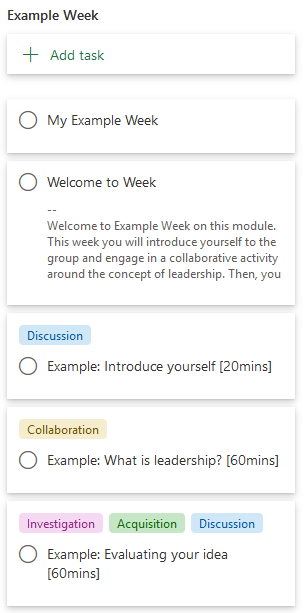 Example Week
+ Add task
My Example Week
Welcome to Week
--
Welcome to Example Week on this module.
This week you will introduce yourself to the
group and engage in a collaborative activity
around the concept of leadership. Then, you
Discussion
Example: Introduce yourself [20mins]
Collaboration
Example: What is leadership? [60mins]
Investigation Acquisition Discussion
Example: Evaluating your idea
[60mins]